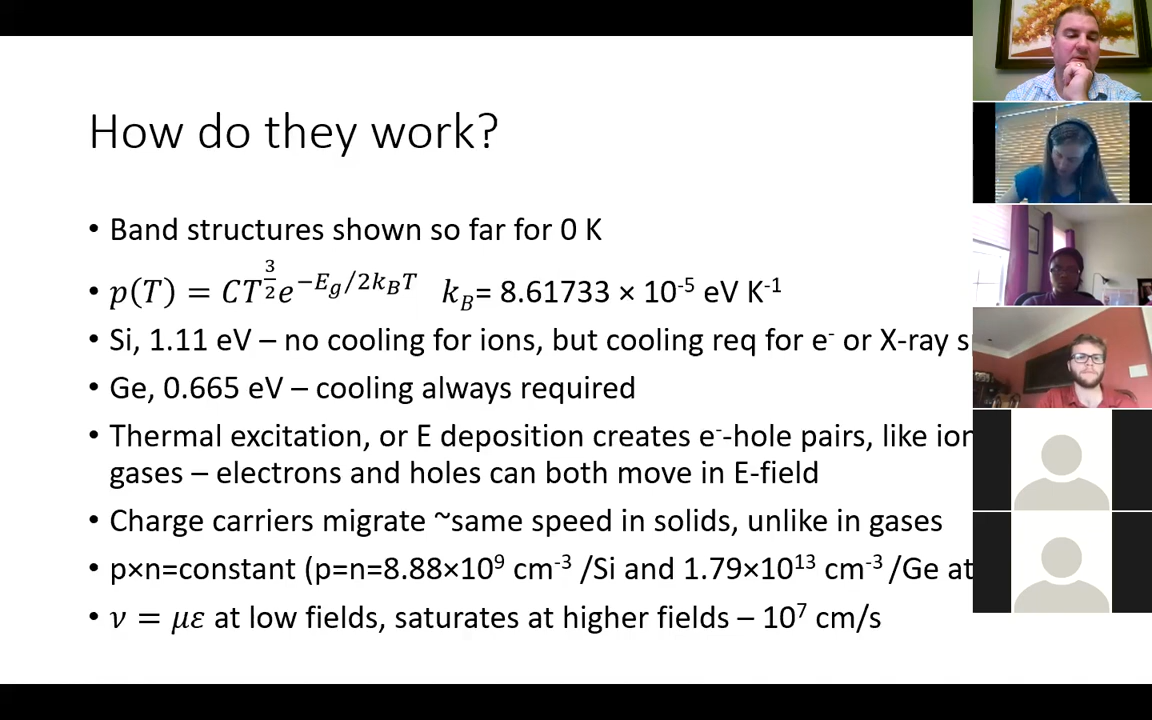 How do they work?
• Band structures shown so far for 0 K
• p(T) = CT^{3/2}e^{−E_g/2k_BT} k_B= 8.61733 × 10^{-5} eV K^{-1}
• Si, 1.11 eV – no cooling for ions, but cooling req for e^{-} or X-ray
• Ge, 0.665 eV – cooling always required
• Thermal excitation, or E deposition creates e^{-}-hole pairs, like
gases – electrons and holes can both move in E-field
• Charge carriers migrate ~same speed in solids, unlike in gases
• p×n=constant (p=n=8.88×10^{9} cm^{-3} /Si and 1.79×10^{13} cm^{-3} /Ge at
• ν = με at low fields, saturates at higher fields – 10^{7} cm/s